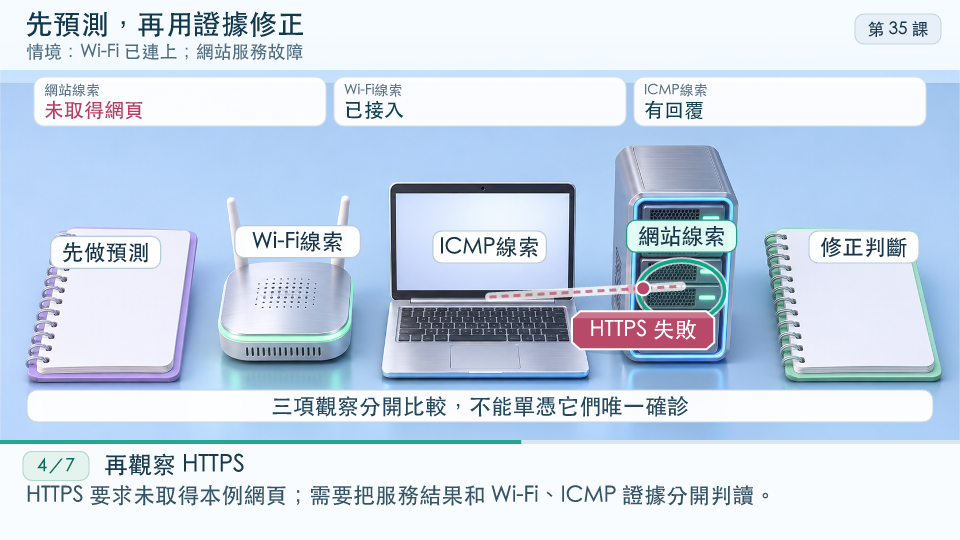 先預測，再用證據修正
情境：Wi-Fi 已連上；網站服務故障
第 35 課
網站線索
未取得網頁
Wi-Fi線索
已接入
ICMP線索
有回覆
先做預測
Wi-Fi線索
ICMP線索
網站線索
修正判斷
HTTPS 失敗
三項觀察分開比較，不能單憑它們唯一確診
4／7
再觀察 HTTPS
HTTPS 要求未取得本例網頁；需要把服務結果和 Wi-Fi、ICMP 證據分開判讀。